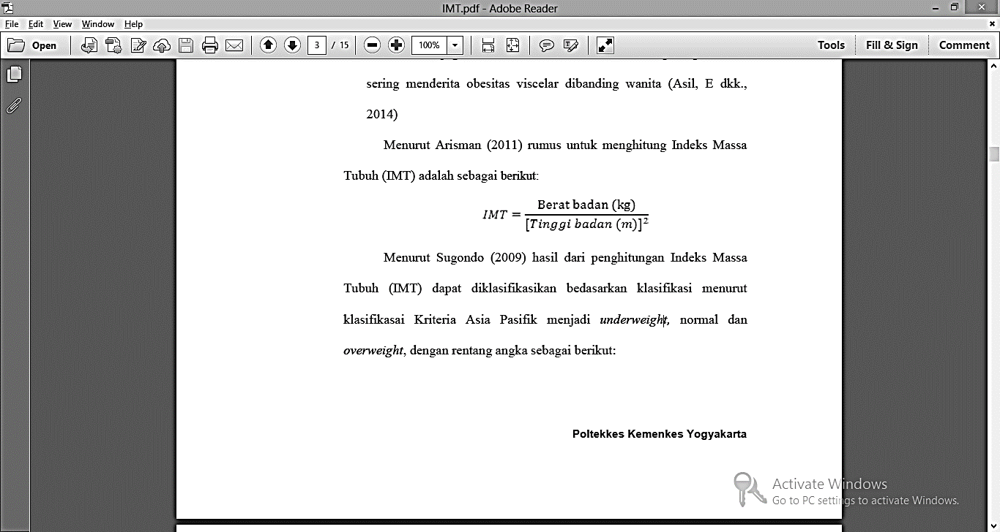 IMT.pdf - Adobe Reader
File Edit View Window Help
Open 3 / 15 100% Tools Fill & Sign Comment
sering menderita obesitas viscelar dibanding wanita (Asil, E dkk.,
2014)
Menurut Arisman (2011) rumus untuk menghitung Indeks Massa
Tubuh (IMT) adalah sebagai berikut:
IMT = Berat badan (kg)
[Tinggi badan (m)]²
Menurut Sugondo (2009) hasil dari penghitungan Indeks Massa
Tubuh (IMT) dapat diklasifikasikan bedasarkan klasifikasi menurut
klasifikasai Kriteria Asia Pasifik menjadi underweight, normal dan
overweight, dengan rentang angka sebagai berikut:
Poltekkes Kemenkes Yogyakarta
Activate Windows
Go to PC settings to activate Windows.